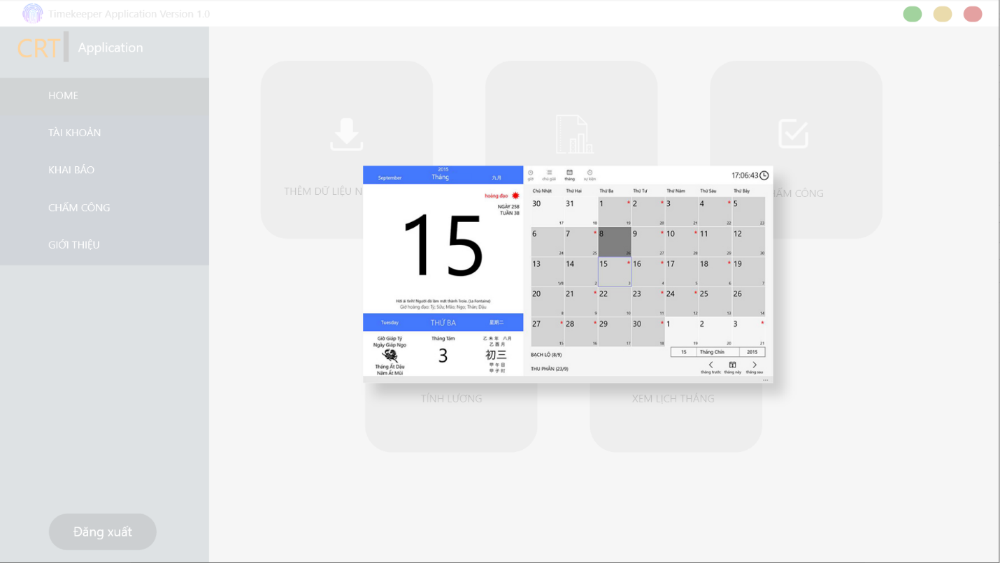 Timekeeper Application Version 1.0
CRT Application
HOME
TÀI KHOẢN
KHAI BÁO
CHẤM CÔNG
GIỚI THIỆU
Đăng xuất
THÊM DỮ LIỆU N
HẤM CÔNG
TÍNH LƯƠNG
XEM LỊCH THÁNG
2015
September Tháng 九月
hoàng đạo
NGÀY 258
TUẦN 38
15
Hỡi ái tình! Người đã làm mất thành Troie. (La Fontaine)
Giờ hoàng đạo: Tý; Sửu; Mão; Ngọ; Thân; Dậu
Tuesday THỨ BA 星期二
Giờ Giáp Tý
Ngày Giáp Ngọ
Tháng Ất Dậu
Năm Ất Mùi
Tháng Tám
3
乙未年 八月
乙酉月
初三
甲午日
甲子时
giờ chú giải tháng sự kiện
17:06:43
Chủ Nhật Thứ Hai Thứ Ba Thứ Tư Thứ Năm Thứ Sáu Thứ Bảy
30 31 1 * 2 * 3 4 * 5
17 18 19 20 21 22 23
6 7 * 8 9 * 10 * 11 12
24 25 26 27 28 29 30
13 14 15 * 16 * 17 18 * 19
1/8 2 3 4 5 6 7
20 21 * 22 23 * 24 * 25 26
8 9 10 11 12 13 14
27 * 28 * 29 30 * 1 2 3 *
15 16 17 18 19 20 21
BẠCH LỘ (8/9)
THU PHÂN (23/9)
15 Tháng Chín 2015
tháng trước tháng này tháng sau
...